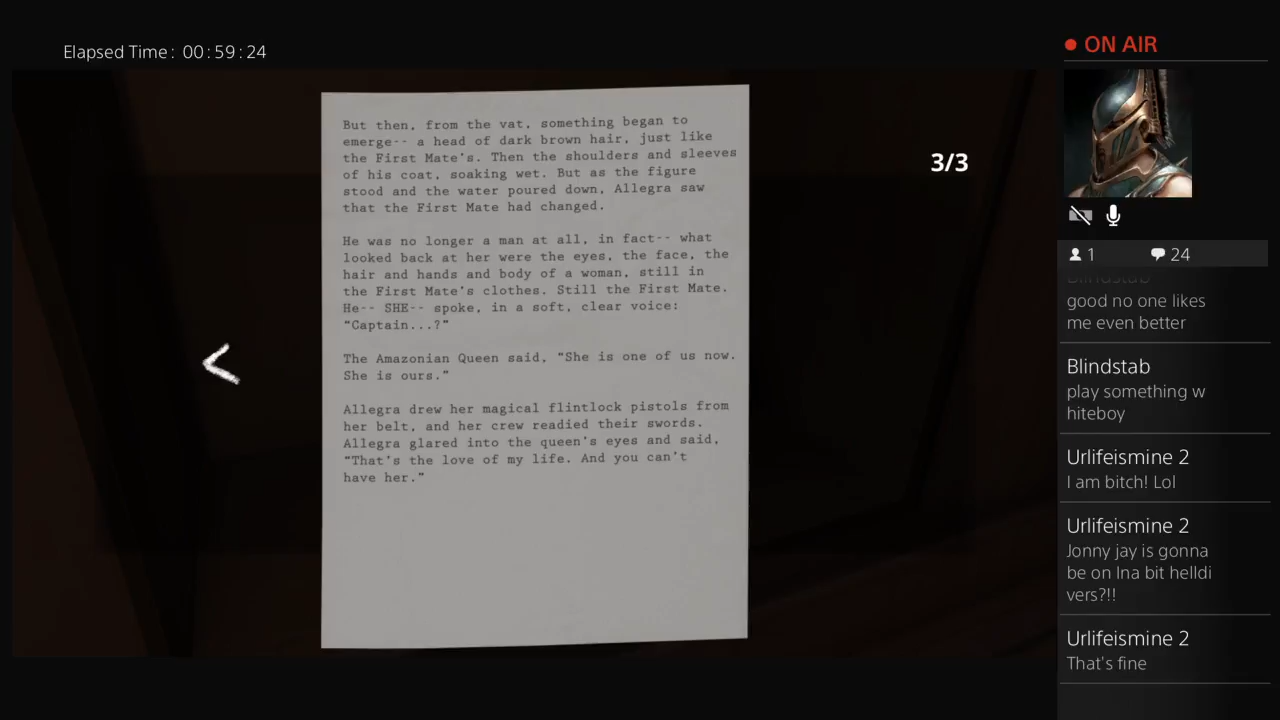 Elapsed Time: 00:59:24
But then, from the vat, something began to
emerge-- a head of dark brown hair, just like
the First Mate's. Then the shoulders and sleeves
of his coat, soaking wet. But as the figure
stood and the water poured down, Allegra saw
that the First Mate had changed.
He was no longer a man at all, in fact-- what
looked back at her were the eyes, the face, the
hair and hands and body of a woman, still in
the First Mate's clothes. Still the First Mate.
He-- SHE-- spoke, in a soft, clear voice:
"Captain...?"
The Amazonian Queen said, "She is one of us now.
She is ours."
Allegra drew her magical flintlock pistols from
her belt, and her crew readied their swords.
Allegra glared into the queen's eyes and said,
"That's the love of my life. And you can't
have her."
3/3
ON AIR
1
24
Blindstab
good no one likes
me even better
Blindstab
play something w
hiteboy
Urlifeismine 2
I am bitch! Lol
Urlifeismine 2
Jonny jay is gonna
be on Ina bit helldi
vers?!!
Urlifeismine 2
That's fine